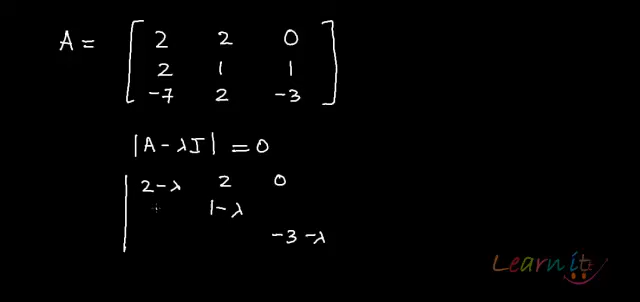 A = [ 2 2 0
2 1 1
-7 2 -3 ]
|A - λI| = 0
| 2-λ 2 0
1-λ
-3-λ
Learnit